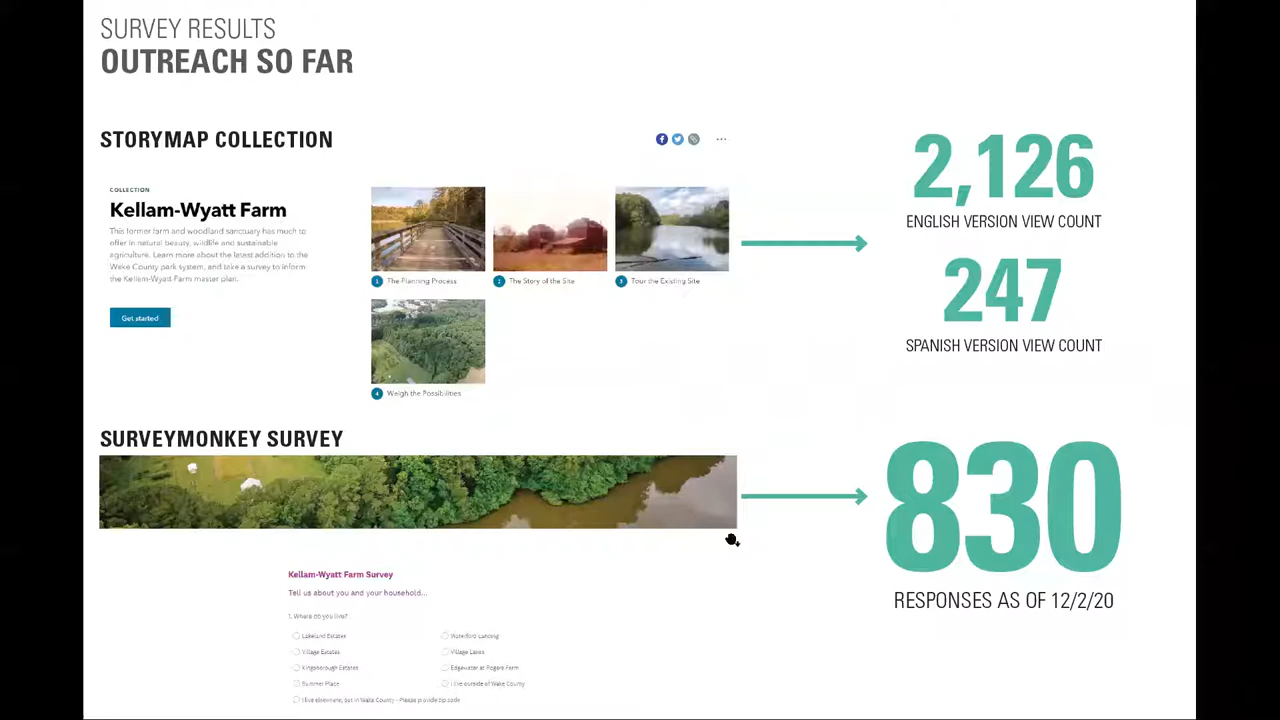 SURVEY RESULTS
OUTREACH SO FAR
STORYMAP COLLECTION
COLLECTION
Kellam-Wyatt Farm
This former farm and woodland sanctuary has much to
offer in natural beauty, wildlife and sustainable
agriculture. Learn more about the latest addition to the
Wake County park system, and take a survey to inform
the Kellam-Wyatt Farm master plan.
Get started
1 The Planning Process
2 The Story of the Site
3 Tour the Existing Site
4 Weigh the Possibilities
2,126
ENGLISH VERSION VIEW COUNT
247
SPANISH VERSION VIEW COUNT
SURVEYMONKEY SURVEY
830
RESPONSES AS OF 12/2/20
Kellam-Wyatt Farm Survey
Tell us about you and your household...
1. Where do you live?
Lakeland Estates
Waterford Landing
Village Estates
Village Lakes
Kingsborough Estates
Edgewater at Rogers Farm
Summer Place
I live outside of Wake County
I live elsewhere, but in Wake County - Please provide zip code